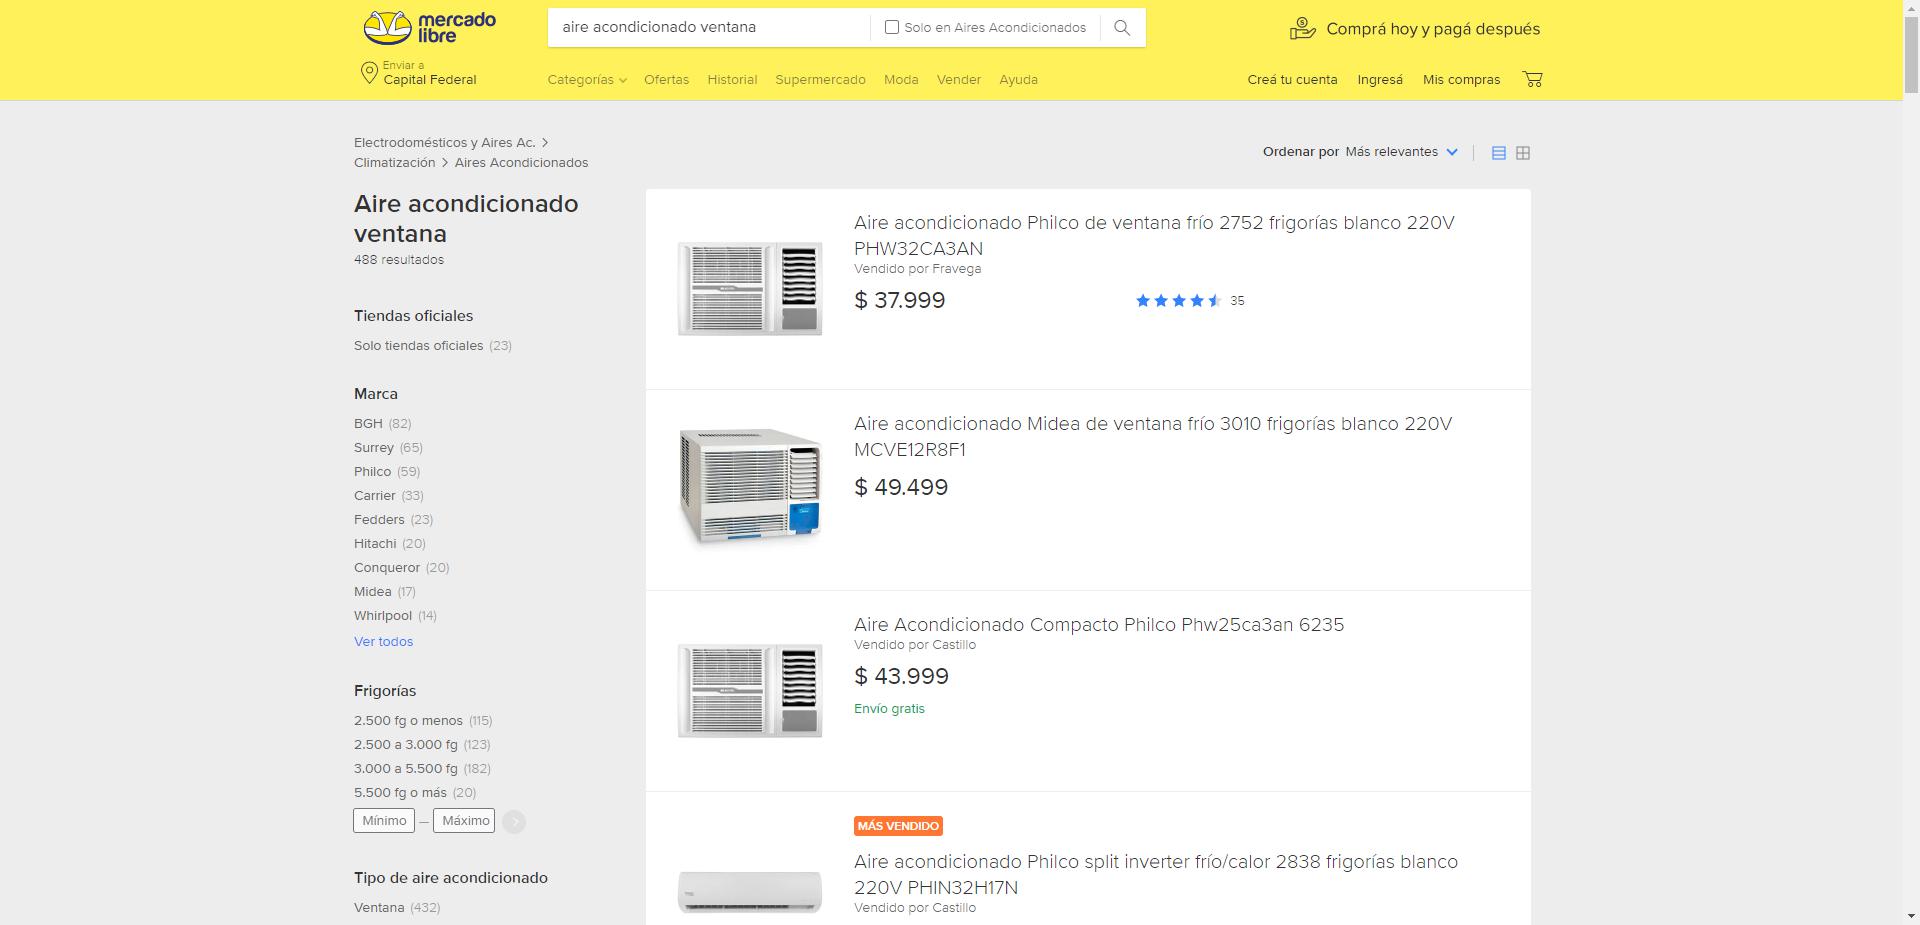 mercado
libre
aire acondicionado ventana
Solo en Aires Acondicionados
Comprá hoy y pagá después
Enviar a
Capital Federal
Categorías
Ofertas
Historial
Supermercado
Moda
Vender
Ayuda
Creá tu cuenta
Ingresá
Mis compras
Electrodomésticos y Aires Ac. >
Climatización > Aires Acondicionados
Ordenar por Más relevantes
Aire acondicionado
ventana
488 resultados
Tiendas oficiales
Solo tiendas oficiales (23)
Marca
BGH (82)
Surrey (65)
Philco (59)
Carrier (33)
Fedders (23)
Hitachi (20)
Conqueror (20)
Midea (17)
Whirlpool (14)
Ver todos
Frigorías
2.500 fg o menos (115)
2.500 a 3.000 fg (123)
3.000 a 5.500 fg (182)
5.500 fg o más (20)
Mínimo — Máximo
Tipo de aire acondicionado
Ventana (432)
Aire acondicionado Philco de ventana frío 2752 frigorías blanco 220V
PHW32CA3AN
Vendido por Fravega
$ 37.999
35
Aire acondicionado Midea de ventana frío 3010 frigorías blanco 220V
MCVE12R8F1
$ 49.499
Aire Acondicionado Compacto Philco Phw25ca3an 6235
Vendido por Castillo
$ 43.999
Envío gratis
MÁS VENDIDO
Aire acondicionado Philco split inverter frío/calor 2838 frigorías blanco
220V PHIN32H17N
Vendido por Castillo